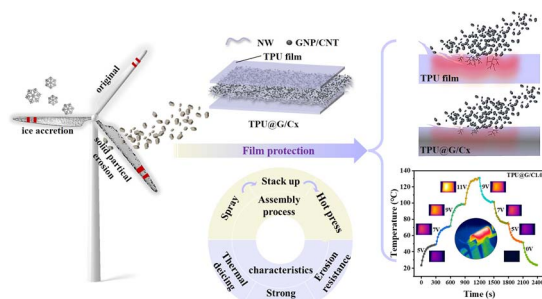 original
ice accretion
solid partical
erosion
NW
GNP/CNT
TPU film
TPU@G/Cx
Film protection
Stack up
Spray
Hot press
Assembly
process
Thermal
deicing
characteristics
Erosion
resistance
Strong
TPU film
TPU@G/Cx
TPU@G/C1.4
Temperature (°C)
140
120
100
80
60
40
20
5V
7V
9V
11V
9V
7V
5V
0V
0 300 600 900 1200 1500 1800 2100 2400
Time (s)